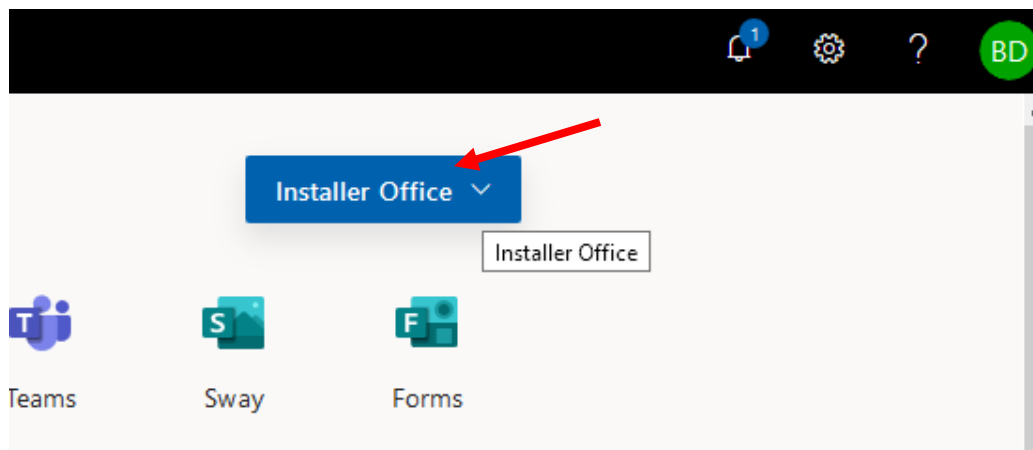 1
?
BD
Installer Office
Installer Office
T
S
F
Teams
Sway
Forms